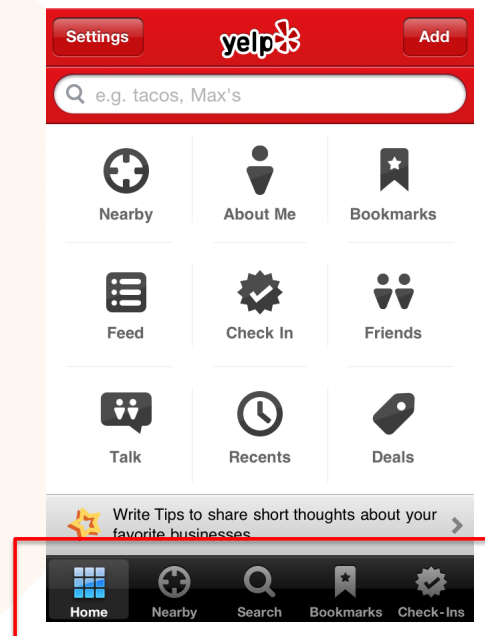 Settings
yelp
Add
e.g. tacos, Max's
Nearby
About Me
Bookmarks
Feed
Check In
Friends
Talk
Recents
Deals
Write Tips to share short thoughts about your
favorite businesses
Home
Nearby
Search
Bookmarks
Check-Ins